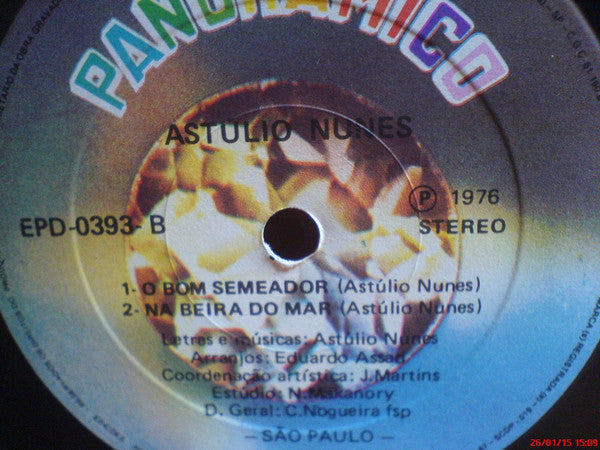 PANORÂMICO
ASTÚLIO NUNES
EPD-0393-B
Ⓟ 1976
STEREO
1- O BOM SEMEADOR (Astúlio Nunes)
2- NA BEIRA DO MAR (Astúlio Nunes)
Letras e músicas: Astúlio Nunes
Arranjos: Eduardo Assad
Coordenação artística: J. Martins
Estúdio: N. Makanory
D. Geral: C. Nogueira fsp
— SÃO PAULO —
26/01/15 15:09